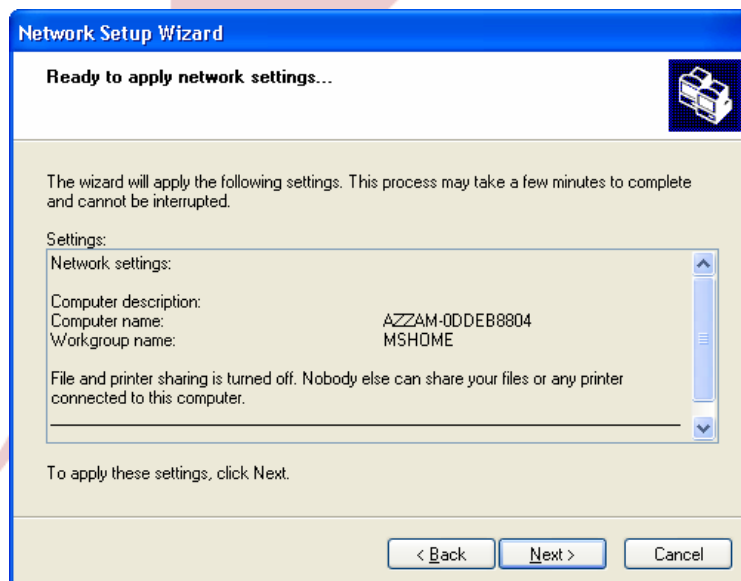 Network Setup Wizard
Ready to apply network settings...
The wizard will apply the following settings. This process may take a few minutes to complete
and cannot be interrupted.
Settings:
Network settings:
Computer description:
Computer name: AZZAM-0DDEB8804
Workgroup name: MSHOME
File and printer sharing is turned off. Nobody else can share your files or any printer
connected to this computer.
To apply these settings, click Next.
< Back Next > Cancel